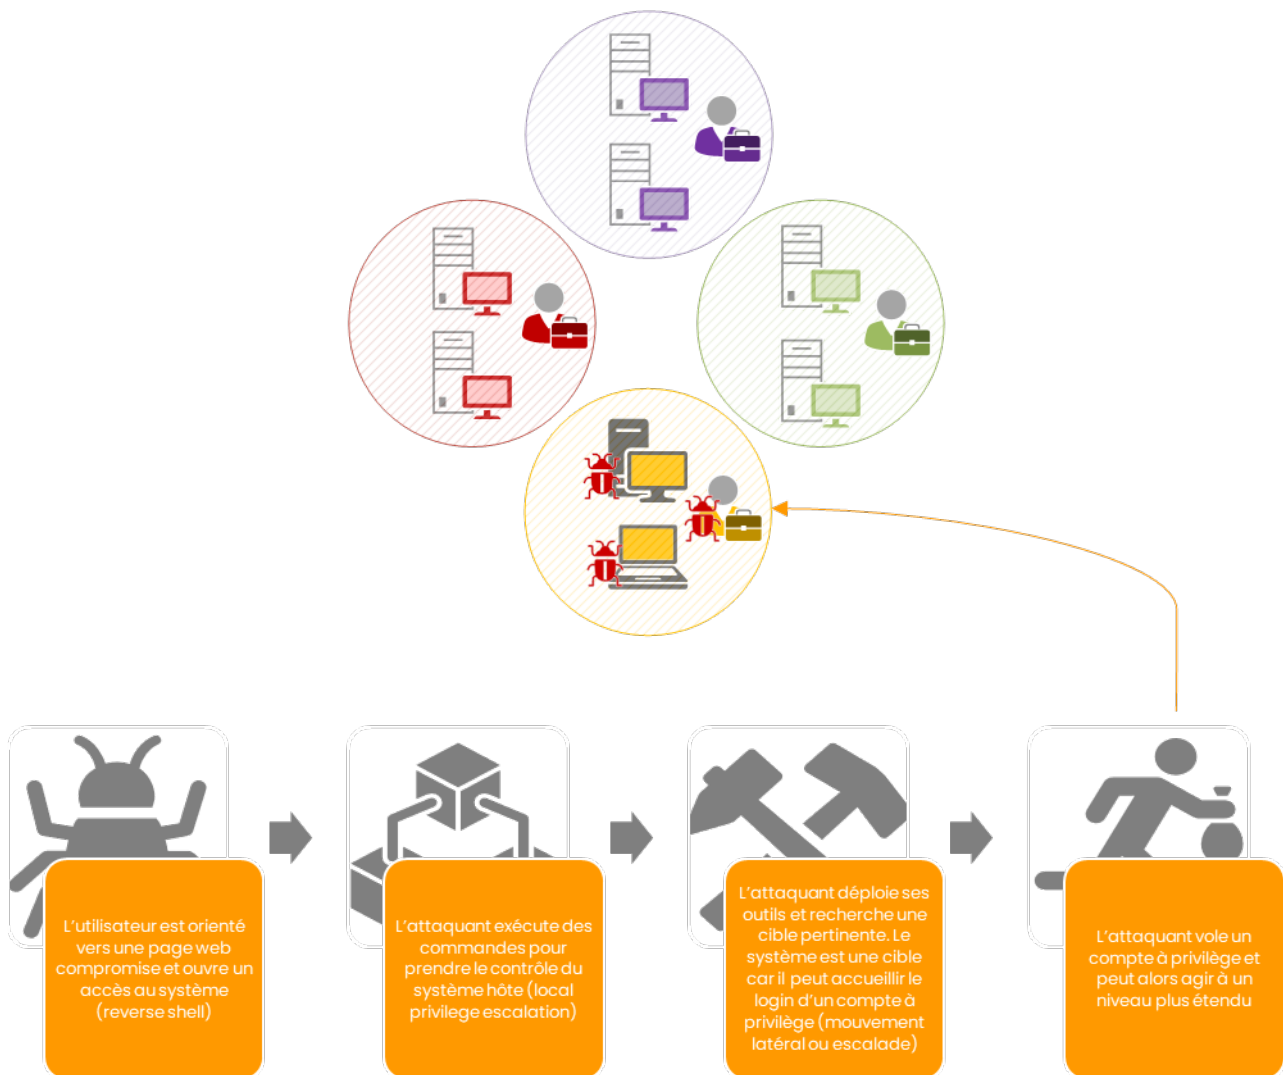 L’utilisateur est orienté
vers une page web
compromise et ouvre un
accès au système
(reverse shell)
L’attaquant exécute des
commandes pour
prendre le contrôle du
système hôte (local
privilege escalation)
L’attaquant déploie ses
outils et recherche une
cible pertinente. Le
système est une cible
car il peut accueillir le
login d’un compte à
privilège (mouvement
latéral ou escalade)
L’attaquant vole un
compte à privilège et
peut alors agir à un
niveau plus étendu